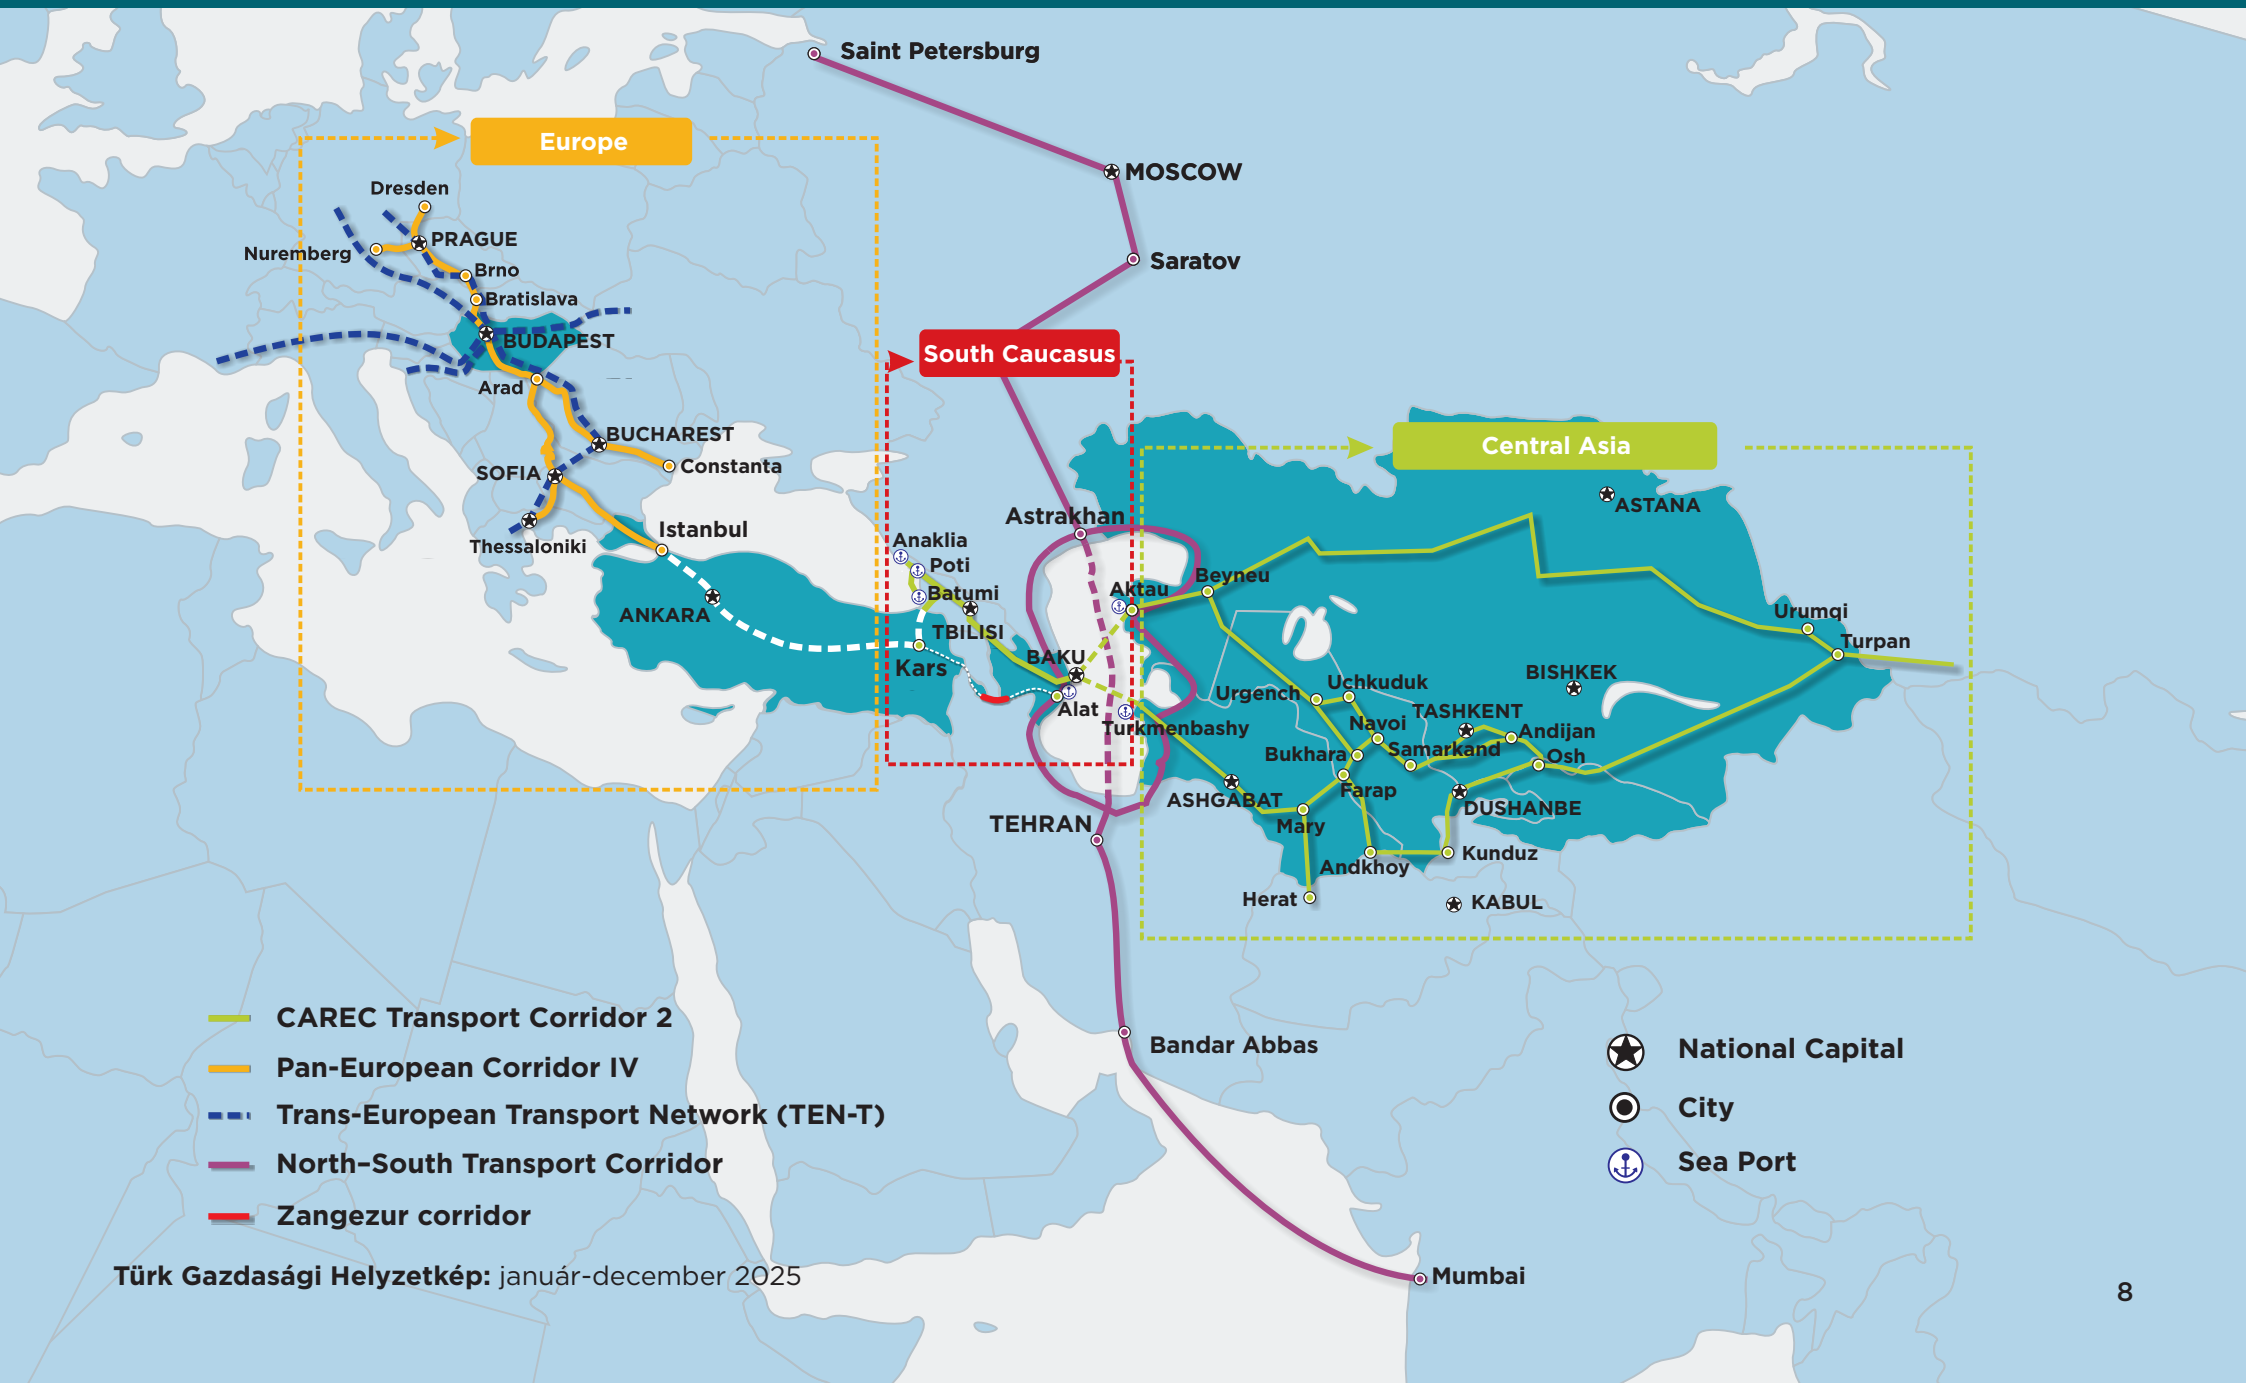 Saint Petersburg
Europe
MOSCOW
Dresden
PRAGUE
Nuremberg
Saratov
Brno
Bratislava
BUDAPEST
South Caucasus
Arad
BUCHAREST
Central Asia
Constanta
SOFIA
ASTANA
Astrakhan
Istanbul
Thessaloniki
Anaklia
Poti
Beyneu
Aktau
Batumi
ANKARA
Urumqi
TBILISI
Turpan
BAKU
Kars
BISHKEK
Uchkuduk
Urgench
Alat
TASHKENT
Navoi
Turkmenbashy
Andijan
Samarkand
Bukhara
Osh
Farap
ASHGABAT
DUSHANBE
TEHRAN
Mary
Kunduz
Andkhoy
Herat
KABUL
CAREC Transport Corridor 2
Pan-European Corridor IV
Trans-European Transport Network (TEN-T)
North–South Transport Corridor
Zangezur corridor
Bandar Abbas
National Capital
City
Sea Port
Mumbai
Türk Gazdasági Helyzetkép: január-december 2025
8